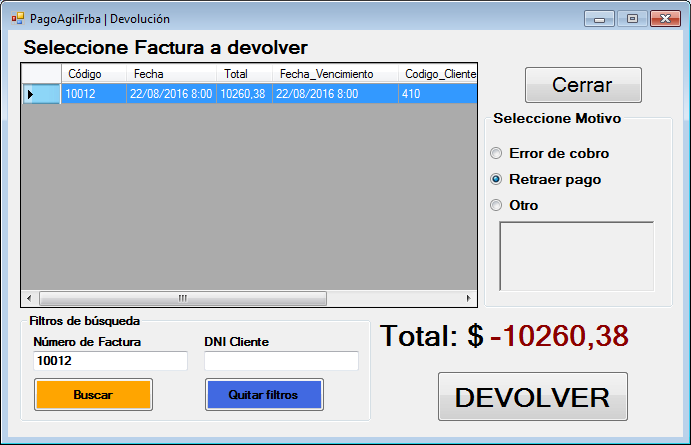 PagoAgilFrba | Devolución
Seleccione Factura a devolver
Código Fecha Total Fecha_Vencimiento Codigo_Cliente
10012 22/08/2016 8:00 10260,38 22/08/2016 8:00 410
Cerrar
Seleccione Motivo
Error de cobro
Retraer pago
Otro
Filtros de búsqueda
Número de Factura DNI Cliente
10012
Buscar Quitar filtros
Total: $ -10260,38
DEVOLVER